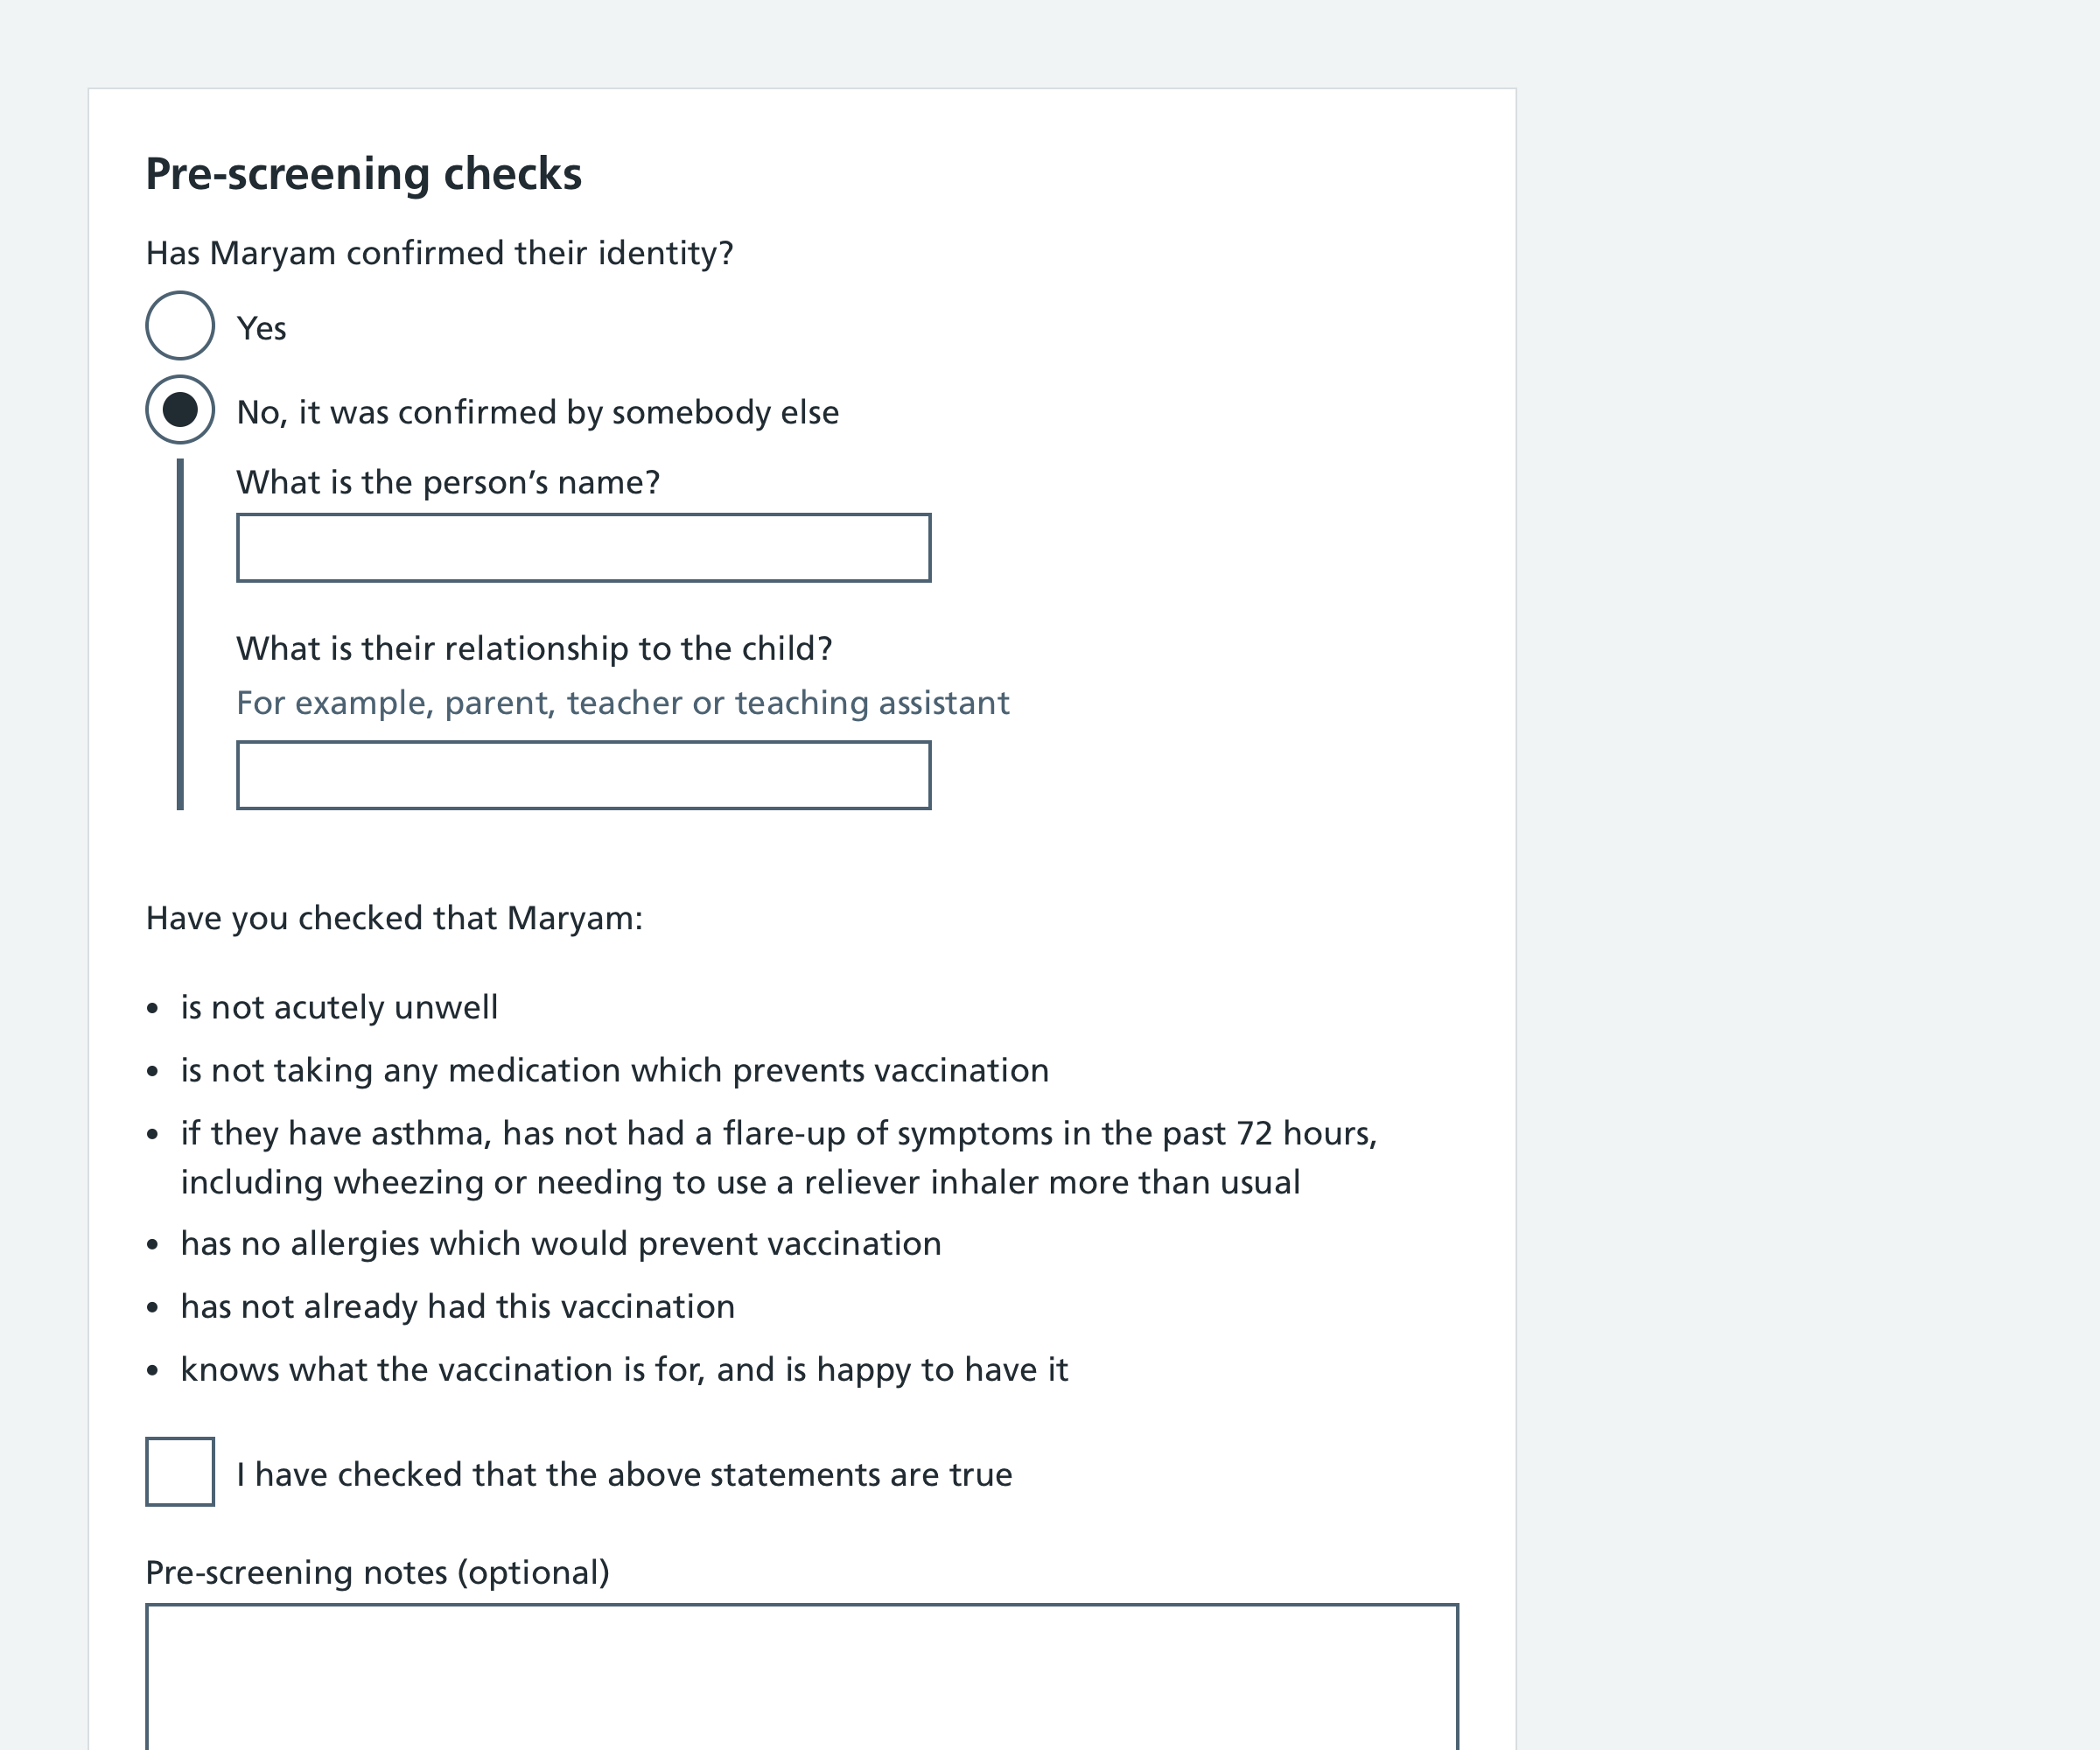 Pre-screening checks
Has Maryam confirmed their identity?
Yes
No, it was confirmed by somebody else
What is the person’s name?
What is their relationship to the child?
For example, parent, teacher or teaching assistant
Have you checked that Maryam:
• is not acutely unwell
• is not taking any medication which prevents vaccination
• if they have asthma, has not had a flare-up of symptoms in the past 72 hours,
including wheezing or needing to use a reliever inhaler more than usual
• has no allergies which would prevent vaccination
• has not already had this vaccination
• knows what the vaccination is for, and is happy to have it
I have checked that the above statements are true
Pre-screening notes (optional)